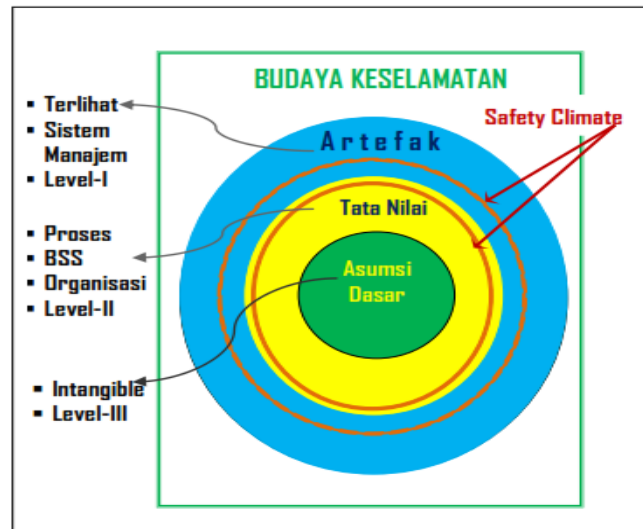 BUDAYA KESELAMATAN
▪ Terlihat
▪ Sistem
Manajem
▪ Level-I
Safety Climate
Artefak
Tata Nilai
▪ Proses
▪ BSS
▪ Organisasi
▪ Level-II
Asumsi
Dasar
▪ Intangible
▪ Level-III